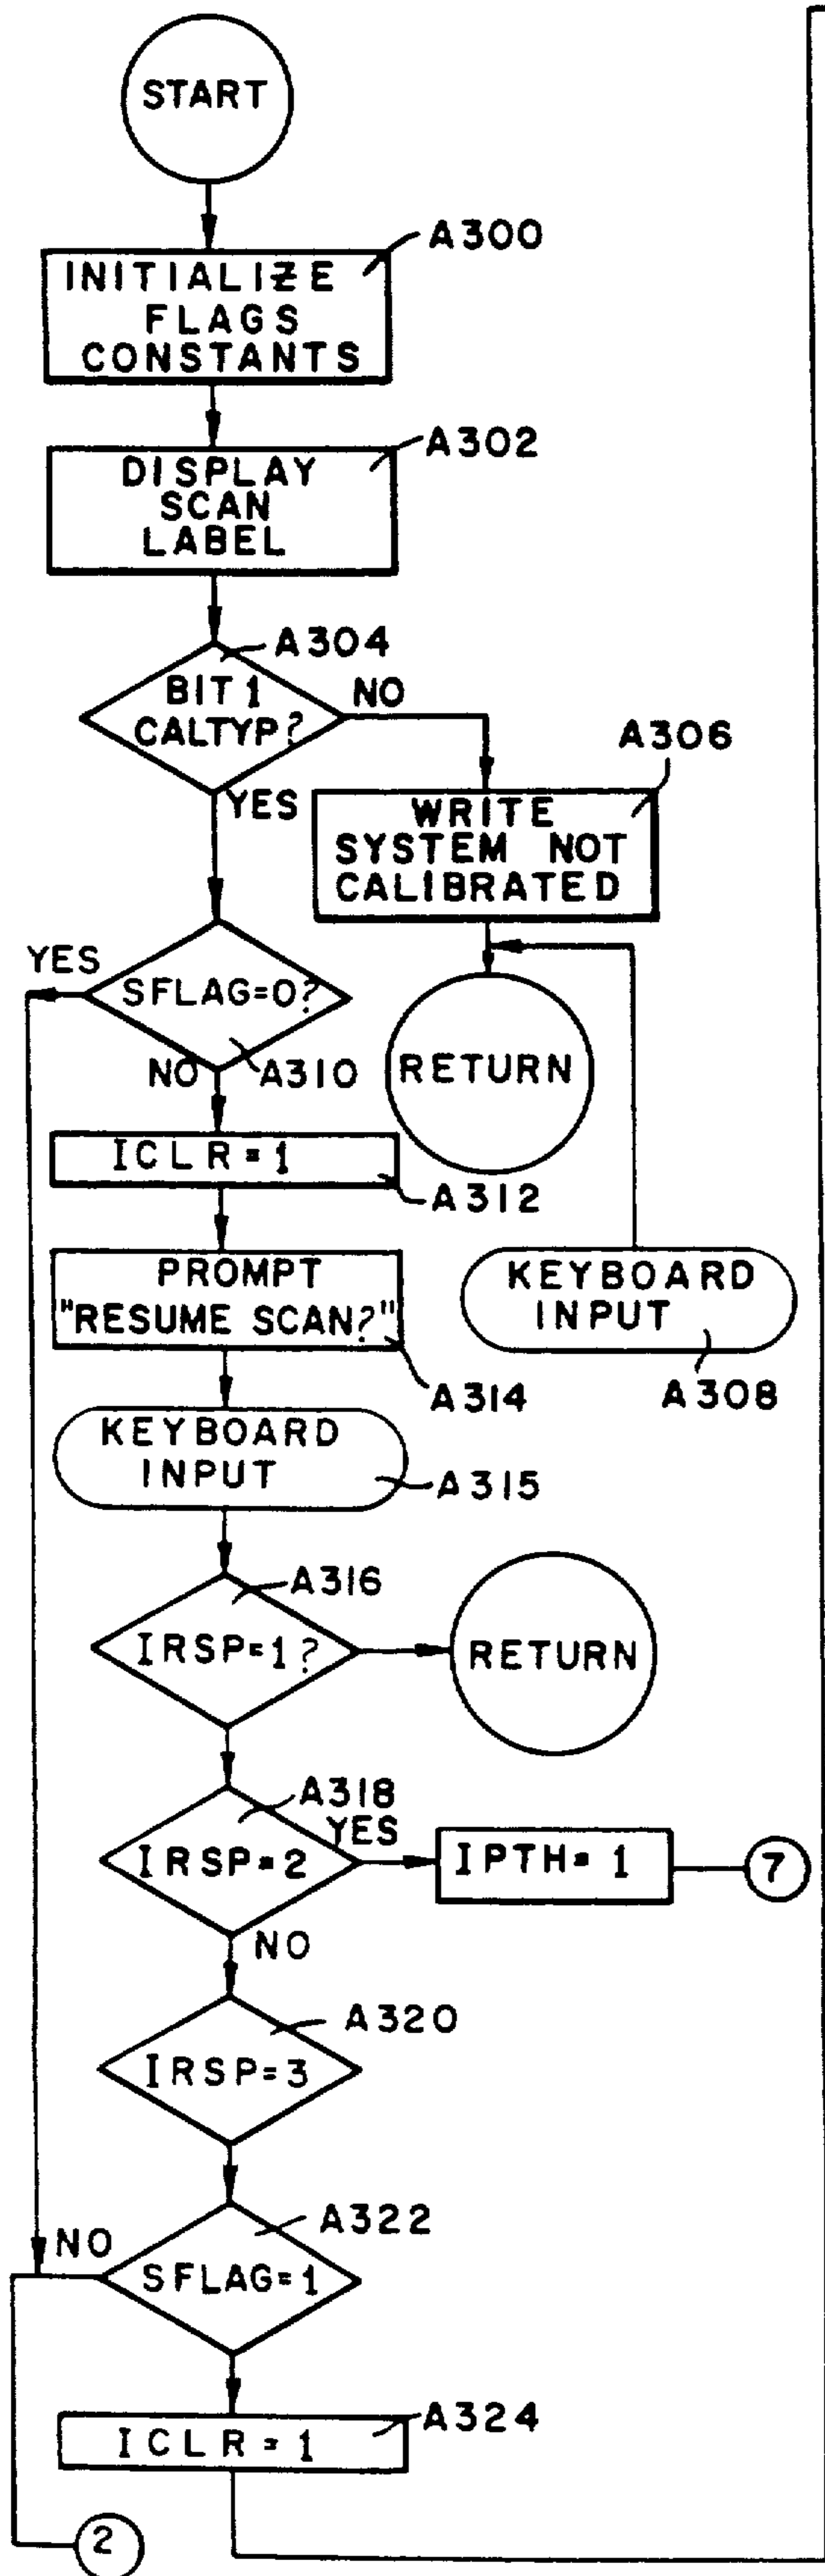 START
A300
INITIALIZE
FLAGS
CONSTANTS
A302
DISPLAY
SCAN
LABEL
A304
BIT 1
CALTYP?
NO
YES
A306
WRITE
SYSTEM NOT
CALIBRATED
YES
SFLAG=0?
NO
A310
RETURN
ICLR=1
A312
PROMPT
"RESUME SCAN?"
A314
KEYBOARD
INPUT
A308
KEYBOARD
INPUT
A315
A316
IRSP=1?
RETURN
A318
YES
IRSP=2
IPTH=1
7
NO
A320
IRSP=3
A322
NO
SFLAG=1
A324
ICLR=1
2